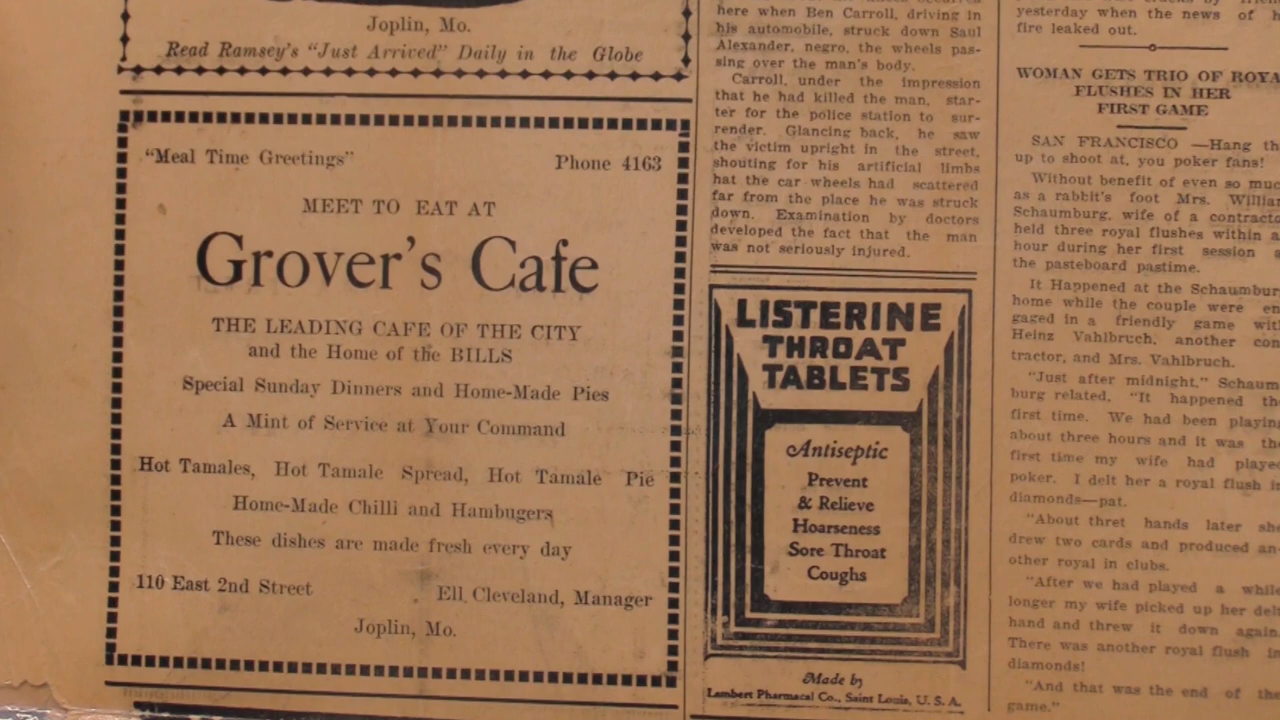 Joplin, Mo.
Read Ramsey's "Just Arrived" Daily in the Globe
"Meal Time Greetings"
Phone 4163
MEET TO EAT AT
Grover's Cafe
THE LEADING CAFE OF THE CITY
and the Home of the BILLS
Special Sunday Dinners and Home-Made Pies
A Mint of Service at Your Command
Hot Tamales, Hot Tamale Spread, Hot Tamale Pie
Home-Made Chilli and Hambugers
These dishes are made fresh every day
110 East 2nd Street
Ell Cleveland, Manager
Joplin, Mo.
here when Ben Carroll, driving in
his automobile, struck down Saul
Alexander, negro, the wheels pas-
sing over the man's body.
Carroll, under the impression
that he had killed the man, star-
ter for the police station to sur-
render. Glancing back, he saw
the victim upright in the street,
shouting for his artificial limbs
hat the car wheels had scattered
far from the place he was struck
down. Examination by doctors
developed the fact that the man
was not seriously injured.
LISTERINE
THROAT
TABLETS
Antiseptic
Prevent
& Relieve
Hoarseness
Sore Throat
Coughs
Made by
Lambert Pharmacal Co., Saint Louis, U. S. A.
yesterday when the news of h
fire leaked out.
WOMAN GETS TRIO OF ROYA
FLUSHES IN HER
FIRST GAME
SAN FRANCISCO —Hang th
up to shoot at, you poker fans!
Without benefit of even so muc
as a rabbit's foot Mrs. Willian
Schaumburg, wife of a contracto
held three royal flushes within a
hour during her first session a
the pasteboard pastime.
It Happened at the Schaumbur
home while the couple were en
gaged in a friendly game wit
Heinz Vahlbruch, another con
tractor, and Mrs. Vahlbruch.
"Just after midnight," Schaum
burg related, "It happened th
first time. We had been playin
about three hours and it was th
first time my wife had playe
poker. I delt her a royal flush i
diamonds—pat.
"About thret hands later she
drew two cards and produced an
other royal in clubs.
"After we had played a while
longer my wife picked up her delt
hand and threw it down again
There was another royal flush in
diamonds!
"And that was the end of the
game."